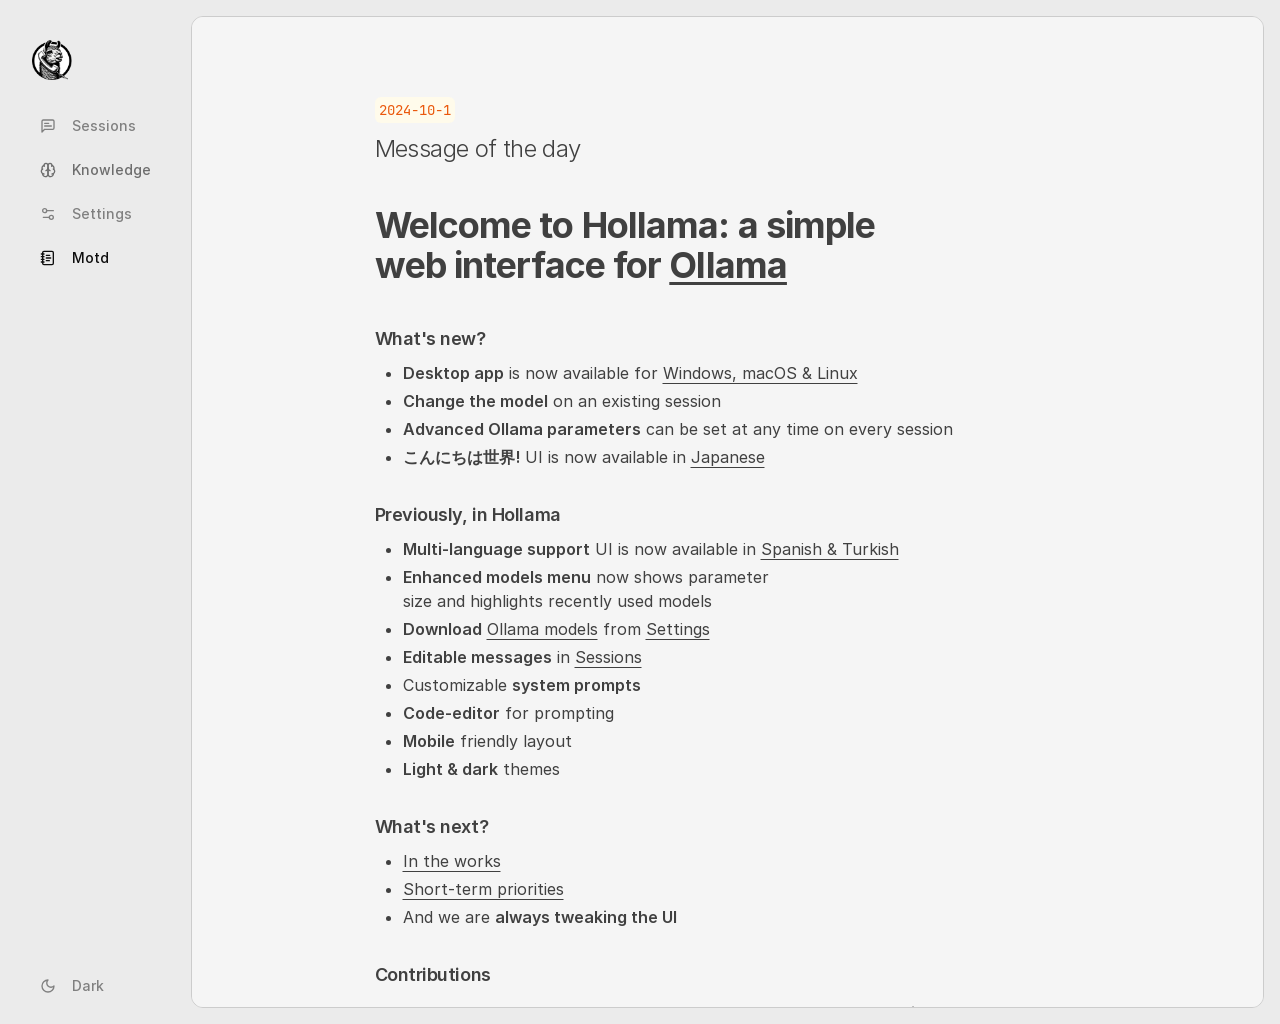 Sessions
Knowledge
Settings
Motd
Dark
2024-10-1
Message of the day
Welcome to Hollama: a simple
web interface for Ollama
What's new?
Desktop app is now available for Windows, macOS & Linux
Change the model on an existing session
Advanced Ollama parameters can be set at any time on every session
こんにちは世界! UI is now available in Japanese
Previously, in Hollama
Multi-language support UI is now available in Spanish & Turkish
Enhanced models menu now shows parameter
size and highlights recently used models
Download Ollama models from Settings
Editable messages in Sessions
Customizable system prompts
Code-editor for prompting
Mobile friendly layout
Light & dark themes
What's next?
In the works
Short-term priorities
And we are always tweaking the UI
Contributions